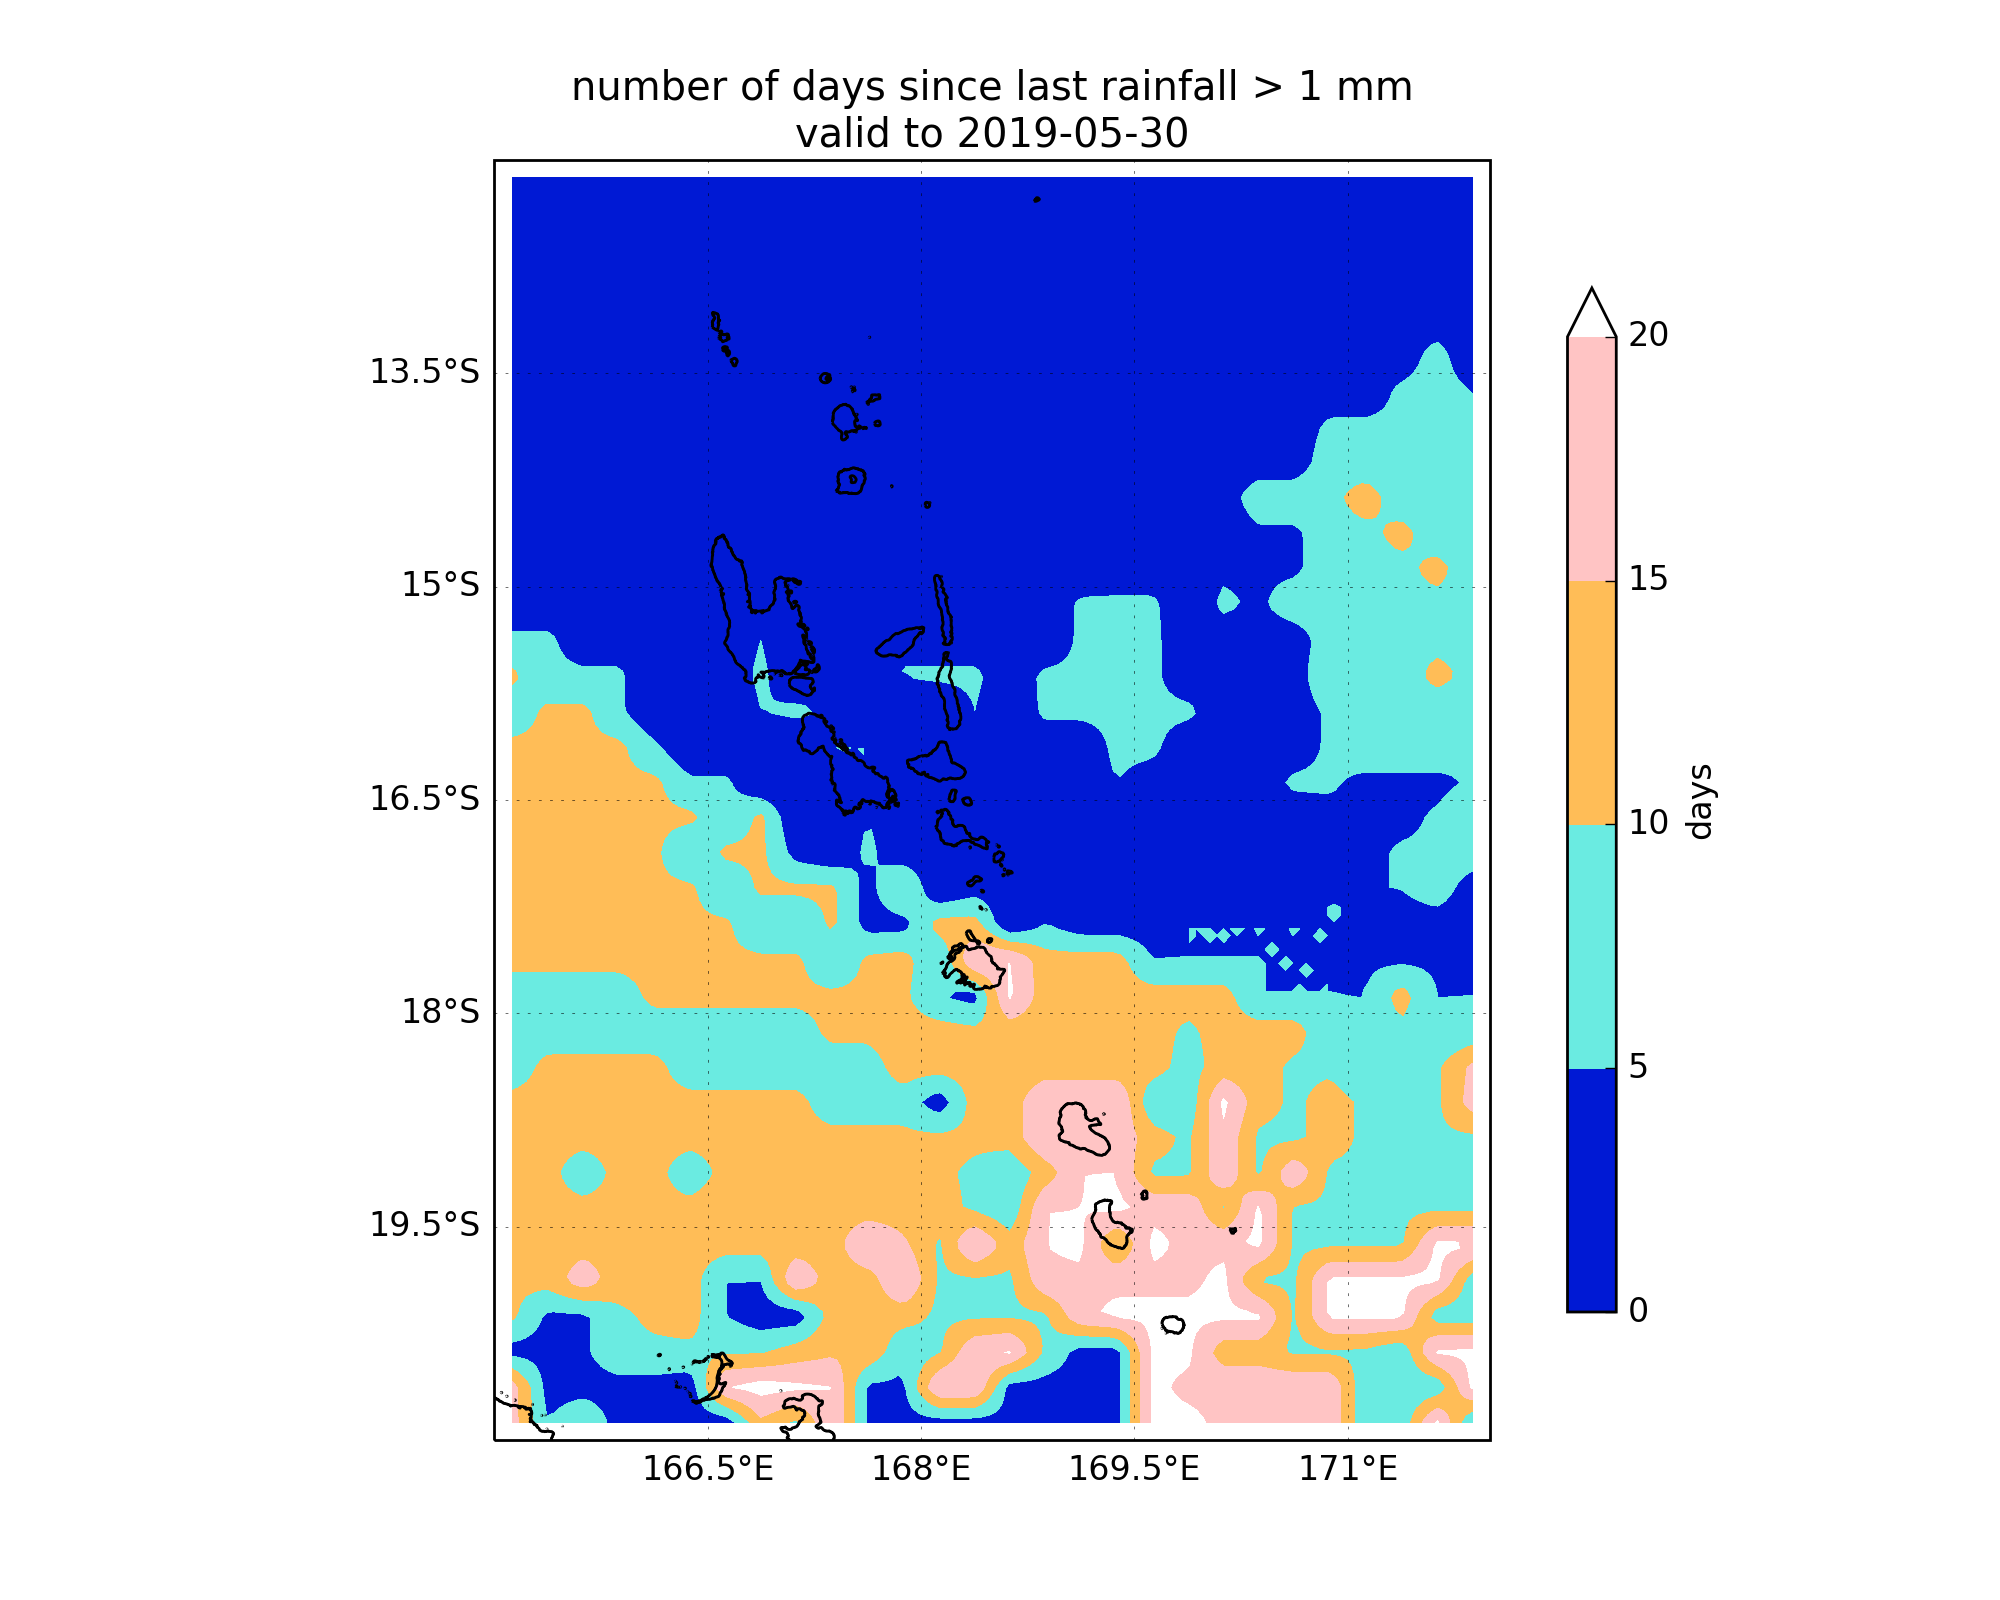 number of days since last rainfall > 1 mm
valid to 2019-05-30
13.5°S
15°S
16.5°S
18°S
19.5°S
166.5°E
168°E
169.5°E
171°E
20
15
10
5
0
days